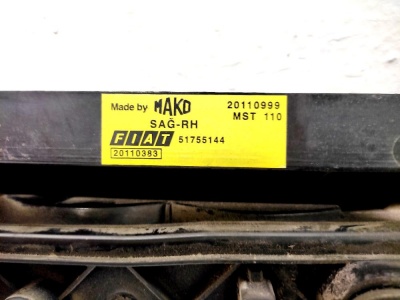 Made by MAKO 20110999
SAĞ-RH MST 110
FIAT 51755144
20110383